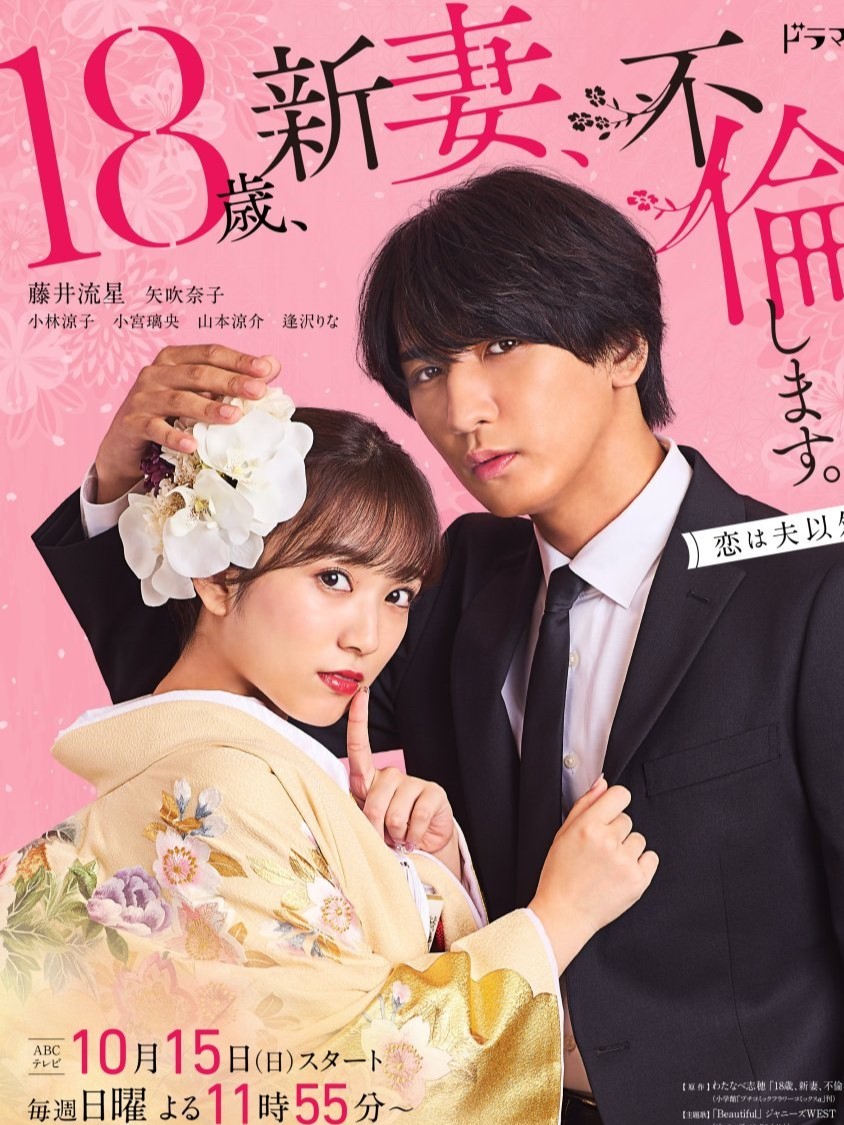 ドラマ
18歳、新妻、不倫します。
藤井流星 矢吹奈子
小林涼子 小宮璃央 山本涼介 逢沢りな
恋は夫以外
ABC
テレビ
10月15日(日)スタート
毎週日曜 よる11時55分～
【原作】わたなべ志穂「18歳、新妻、不倫
(小学館「プチコミックフラワーコミックスα」刊)
【主題歌】「Beautiful」ジャニーズWEST